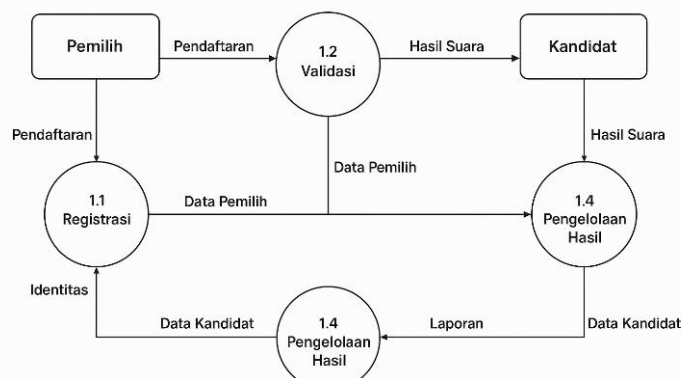 Pemilih
Pendaftaran
1.2
Validasi
Hasil Suara
Kandidat
Pendaftaran
Hasil Suara
Data Pemilih
1.1
Registrasi
Data Pemilih
1.4
Pengelolaan
Hasil
Identitas
Data Kandidat
1.4
Pengelolaan
Hasil
Laporan
Data Kandidat